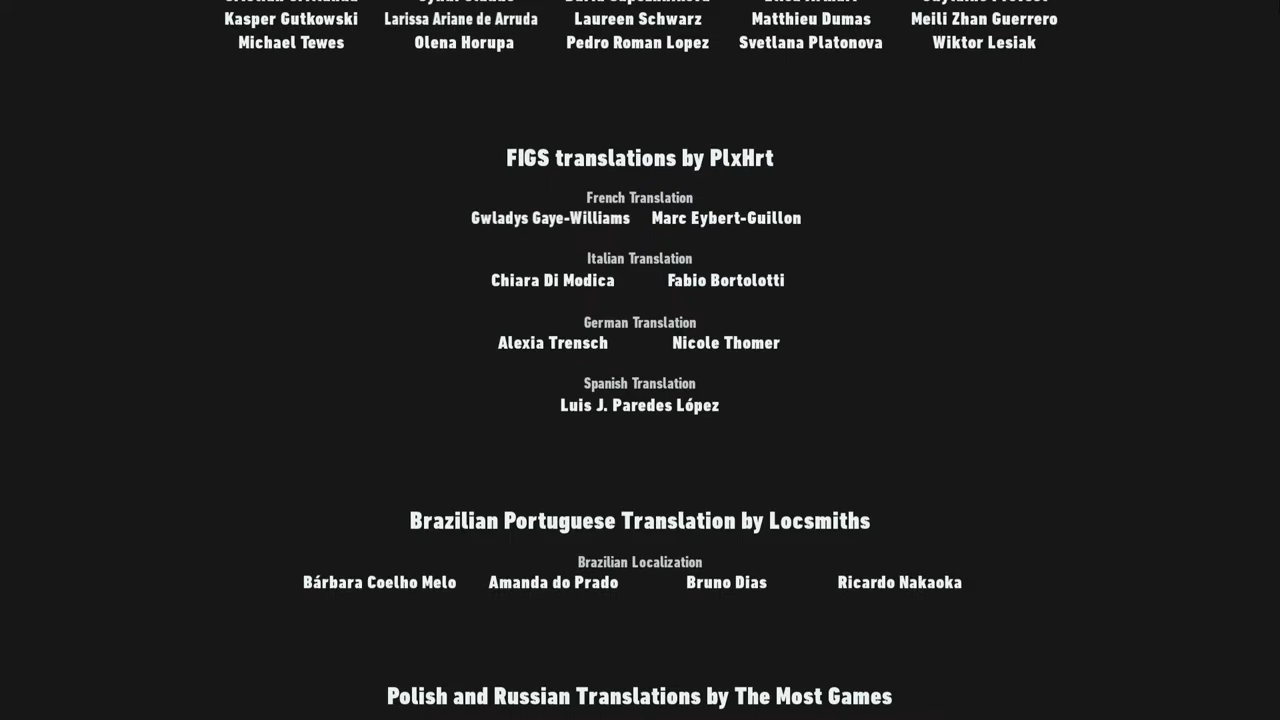 Kasper Gutkowski Larissa Ariane de Arruda Laureen Schwarz Matthieu Dumas Meili Zhan Guerrero
Michael Tewes Olena Horupa Pedro Roman Lopez Svetlana Platonova Wiktor Lesiak
FIGS translations by PlxHrt
French Translation
Gwladys Gaye-Williams Marc Eybert-Guillon
Italian Translation
Chiara Di Modica Fabio Bortolotti
German Translation
Alexia Trensch Nicole Thomer
Spanish Translation
Luis J. Paredes López
Brazilian Portuguese Translation by Locsmiths
Brazilian Localization
Bárbara Coelho Melo Amanda do Prado Bruno Dias Ricardo Nakaoka
Polish and Russian Translations by The Most Games